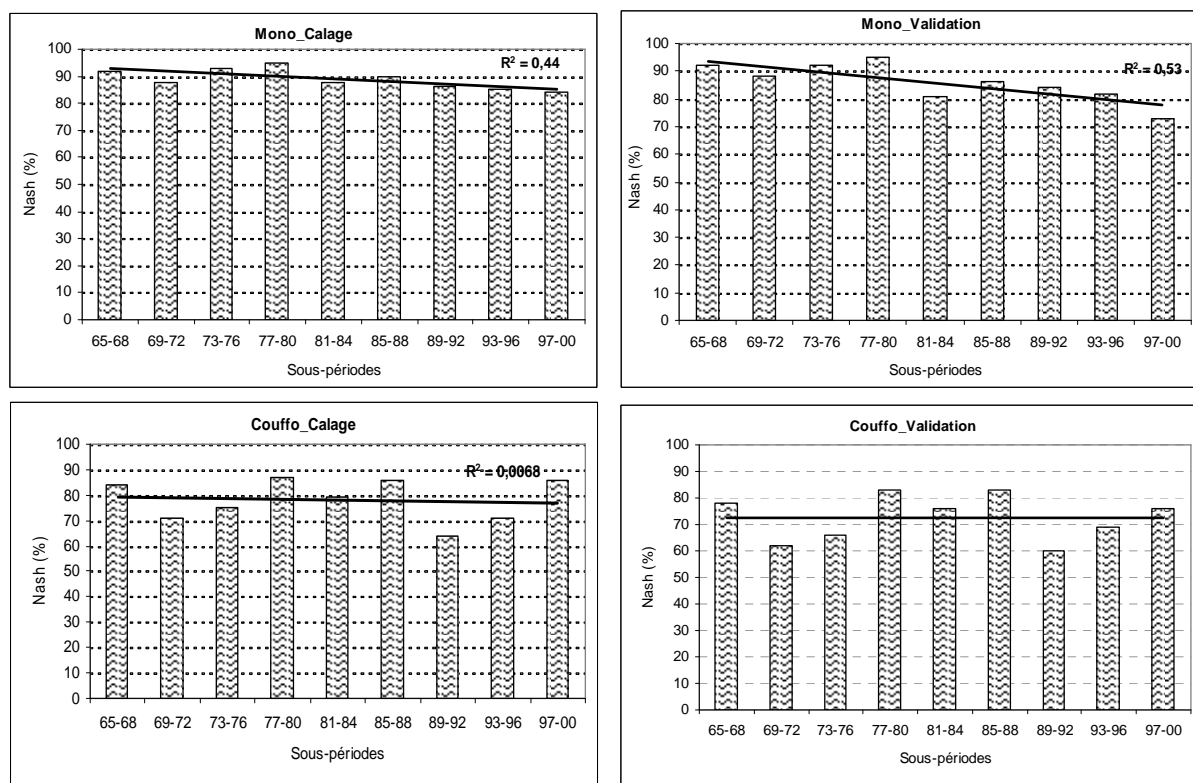 Mono_Calage
R² = 0,44
100
90
80
70
60
50
40
30
20
10
0
Nash (%)
65-68 69-72 73-76 77-80 81-84 85-88 89-92 93-96 97-00
Sous-périodes
Mono_Validation
R² = 0,53
100
90
80
70
60
50
40
30
20
10
0
Nash (%)
65-68 69-72 73-76 77-80 81-84 85-88 89-92 93-96 97-00
Sous-périodes
Couffo_Calage
R² = 0,0068
100
90
80
70
60
50
40
30
20
10
0
Nash (%)
65-68 69-72 73-76 77-80 81-84 85-88 89-92 93-96 97-00
Sous-périodes
Couffo_Validation
100
90
80
70
60
50
40
30
20
10
0
Nash (%)
65-68 69-72 73-76 77-80 81-84 85-88 89-92 93-96 97-00
Sous-périodes